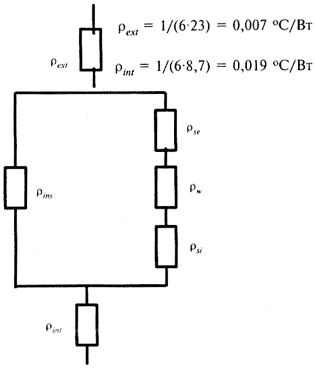 ρext = 1/(6·23) = 0,007 °С/Вт
ρext
ρint = 1/(6·8,7) = 0,019 °С/Вт
ρse
ρins
ρw
ρsi
ρint